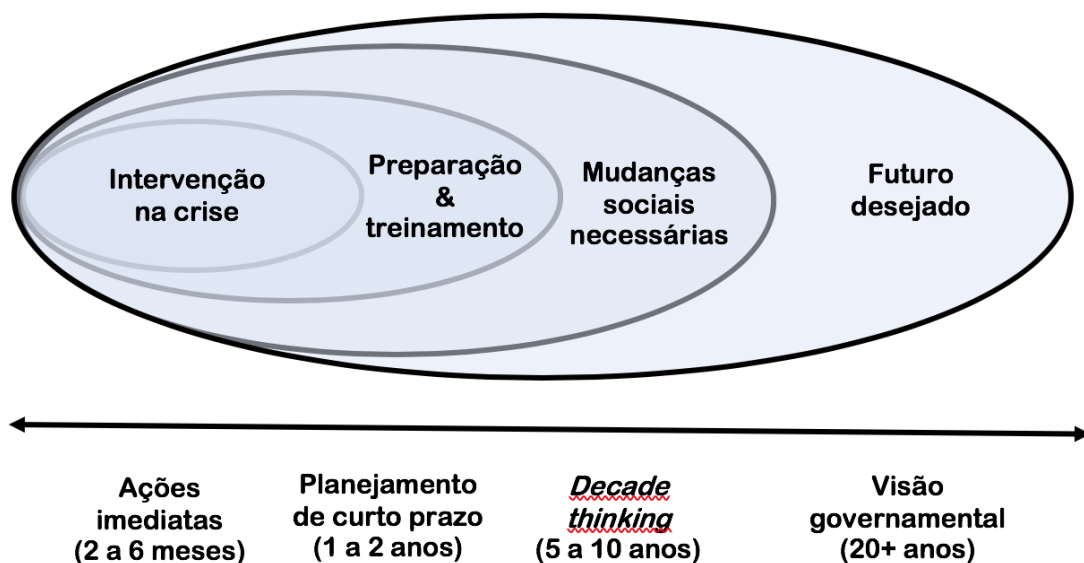 Intervenção
na crise
Preparação
&
treinamento
Mudanças
sociais
necessárias
Futuro
desejado
Ações
imediatas
(2 a 6 meses)
Planejamento
de curto prazo
(1 a 2 anos)
Decade
thinking
(5 a 10 anos)
Visão
governamental
(20+ anos)